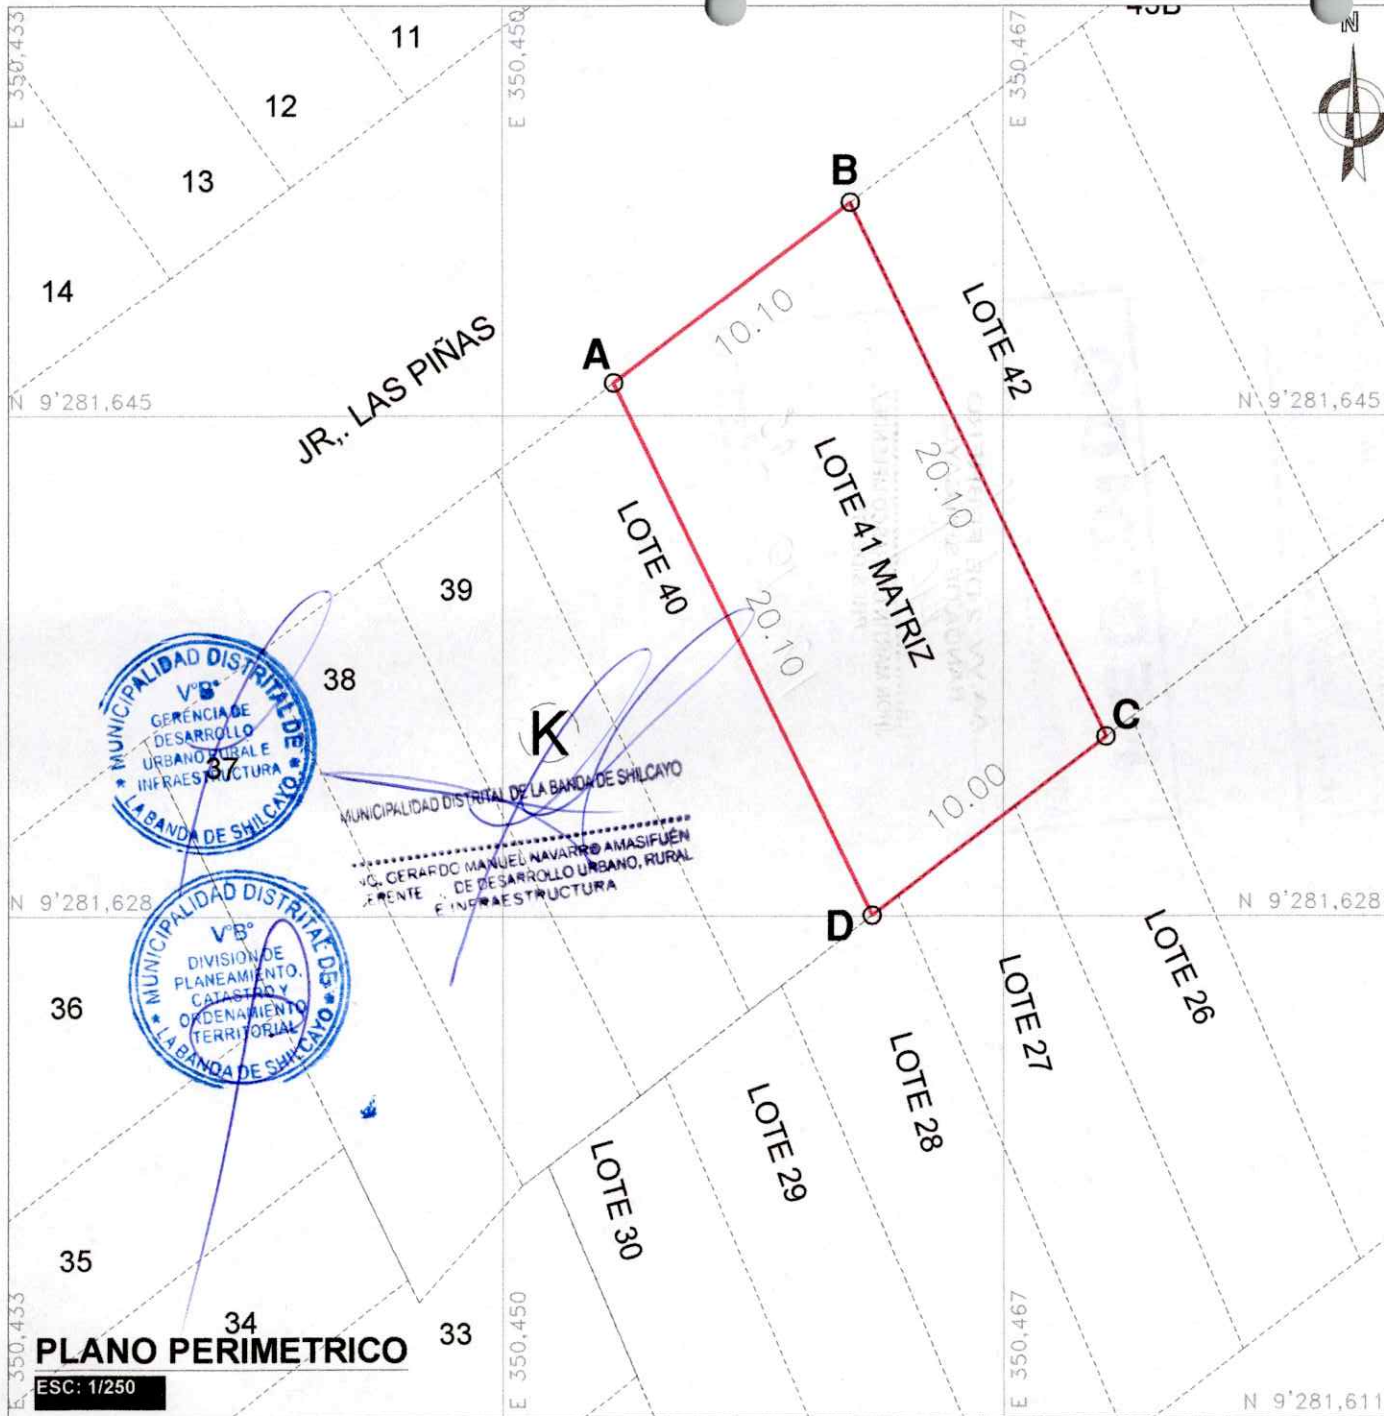 E 350,433
E 350,450
E 350,467
11
12
13
14
N
B
A
10.10
JR,. LAS PIÑAS
LOTE 42
N 9'281,645
N 9'281,645
LOTE 40
LOTE 41 MATRIZ
20.10
20.10
39
38
37
K
C
10.00
D
MUNICIPALIDAD DISTRITAL DE
V°B°
GERENCIA DE
DESARROLLO
URBANO RURAL E
INFRAESTRUCTURA
LA BANDA DE SHILCAYO
MUNICIPALIDAD DISTRITAL DE LA BANDA DE SHILCAYO
GERARDO MANUEL NAVARRO AMASIFUÉN
DE DESARROLLO URBANO, RURAL
E INFRAESTRUCTURA
N 9'281,628
N 9'281,628
MUNICIPALIDAD DISTRITAL DE
V°B°
DIVISION DE
PLANEAMIENTO,
CATASTRO Y
ORDENAMIENTO
TERRITORIAL
LA BANDA DE SHILCAYO
36
LOTE 26
LOTE 27
LOTE 28
LOTE 29
LOTE 30
35
34
33
PLANO PERIMETRICO
ESC: 1/250
E 350,433
E 350,450
E 350,467
N 9'281,611